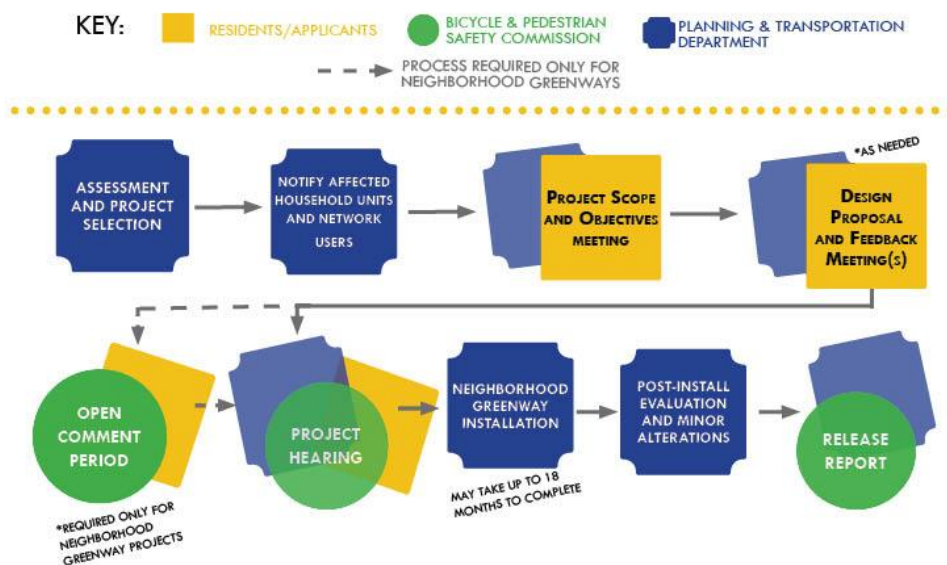 KEY:
RESIDENTS/APPLICANTS
BICYCLE & PEDESTRIAN
SAFETY COMMISSION
PLANNING & TRANSPORTATION
DEPARTMENT
PROCESS REQUIRED ONLY FOR
NEIGHBORHOOD GREENWAYS
ASSESSMENT
AND PROJECT
SELECTION
NOTIFY AFFECTED
HOUSEHOLD UNITS
AND NETWORK
USERS
PROJECT SCOPE
AND OBJECTIVES
MEETING
*AS NEEDED
DESIGN
PROPOSAL
AND FEEDBACK
MEETING(S)
OPEN
COMMENT
PERIOD
*REQUIRED ONLY FOR
NEIGHBORHOOD
GREENWAY PROJECTS
PROJECT
HEARING
NEIGHBORHOOD
GREENWAY
INSTALLATION
MAY TAKE UP TO 18
MONTHS TO COMPLETE
POST-INSTALL
EVALUATION
AND MINOR
ALTERATIONS
RELEASE
REPORT